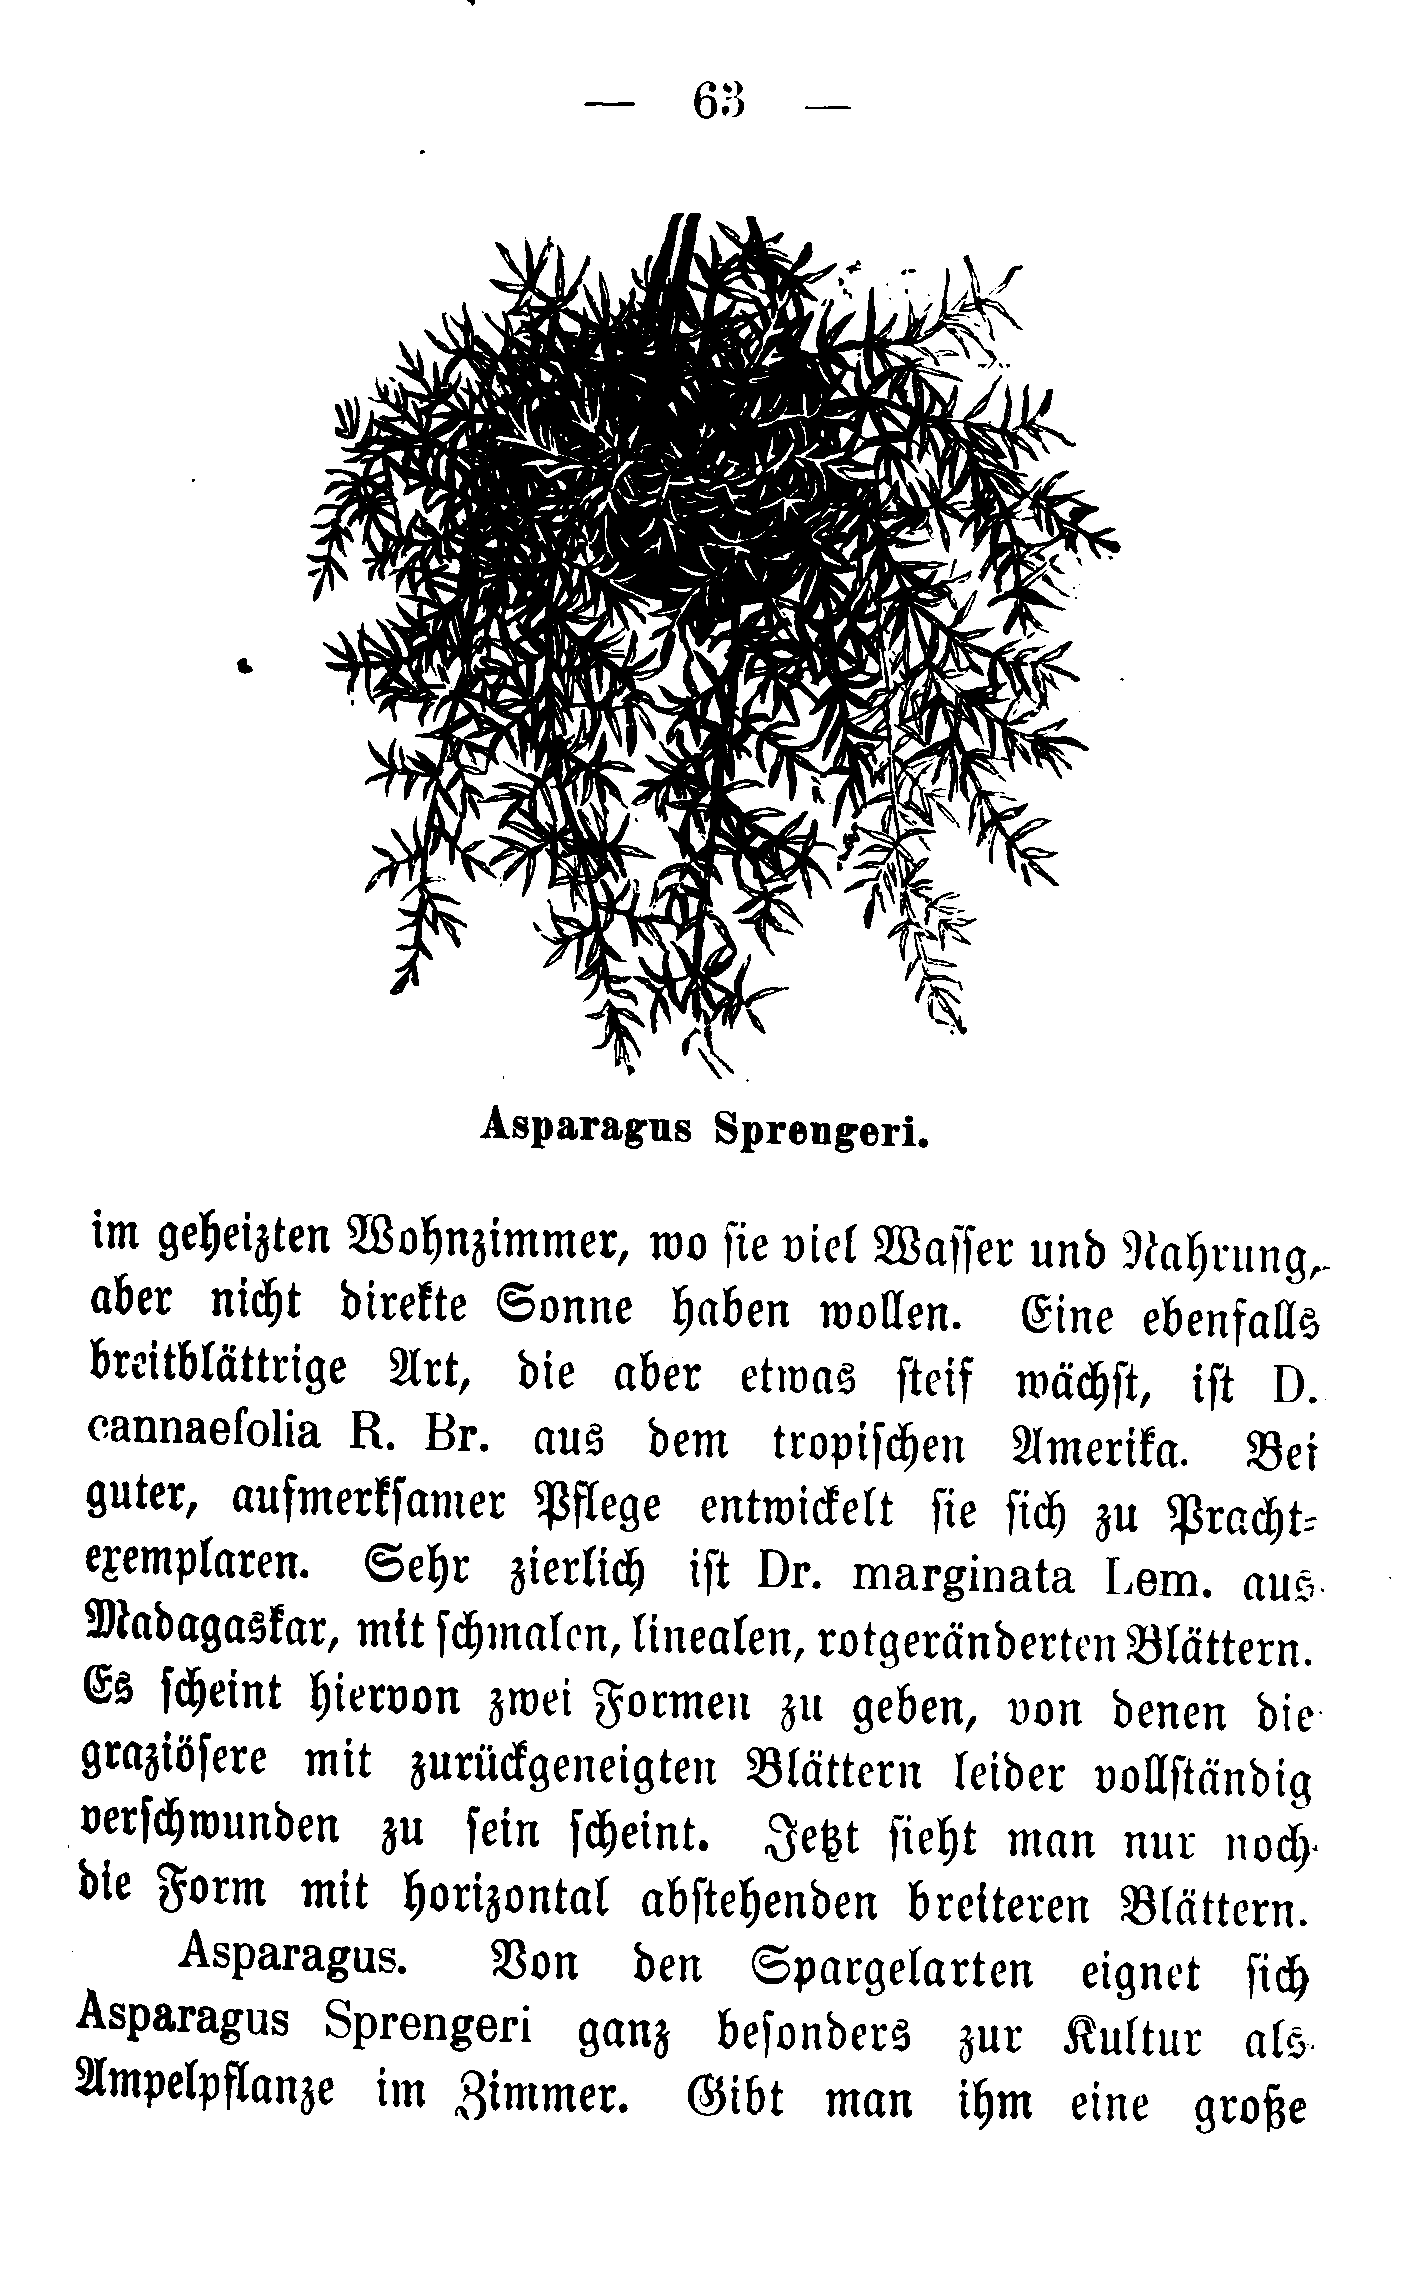 — 63 —
Asparagus Sprengeri.
im geheizten Wohnzimmer, wo sie viel Wasser und Nahrung,
aber nicht direkte Sonne haben wollen. Eine ebenfalls
breitblättrige Art, die aber etwas steif wächst, ist D.
cannaefolia R. Br. aus dem tropischen Amerika. Bei
guter, aufmerksamer Pflege entwickelt sie sich zu Pracht-
exemplaren. Sehr zierlich ist Dr. marginata Lem. aus
Madagaskar, mit schmalen, linealen, rotgeränderten Blättern.
Es scheint hiervon zwei Formen zu geben, von denen die
graziösere mit zurückgeneigten Blättern leider vollständig
verschwunden zu sein scheint. Jetzt sieht man nur noch
die Form mit horizontal abstehenden breiteren Blättern.
Asparagus. Von den Spargelarten eignet sich
Asparagus Sprengeri ganz besonders zur Kultur als
Ampelpflanze im Zimmer. Gibt man ihm eine große